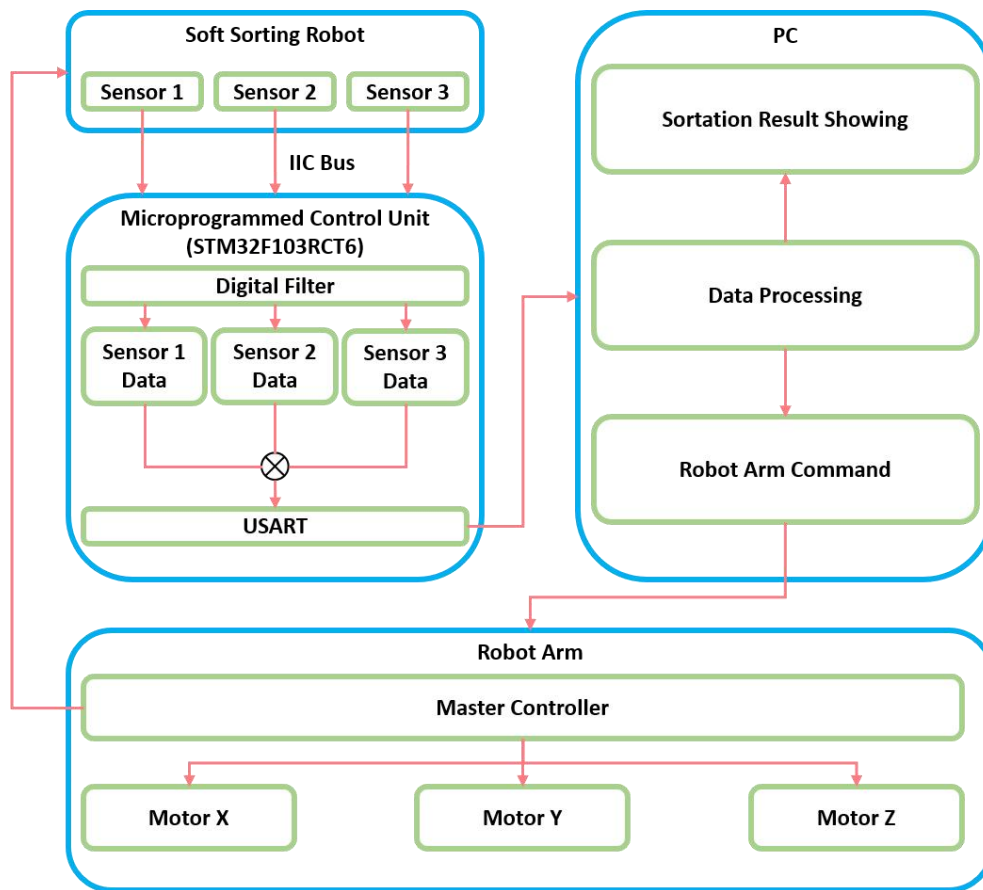 Soft Sorting Robot
Sensor 1
Sensor 2
Sensor 3
IIC Bus
Microprogrammed Control Unit
(STM32F103RCT6)
Digital Filter
Sensor 1
Data
Sensor 2
Data
Sensor 3
Data
USART
PC
Sortation Result Showing
Data Processing
Robot Arm Command
Robot Arm
Master Controller
Motor X
Motor Y
Motor Z